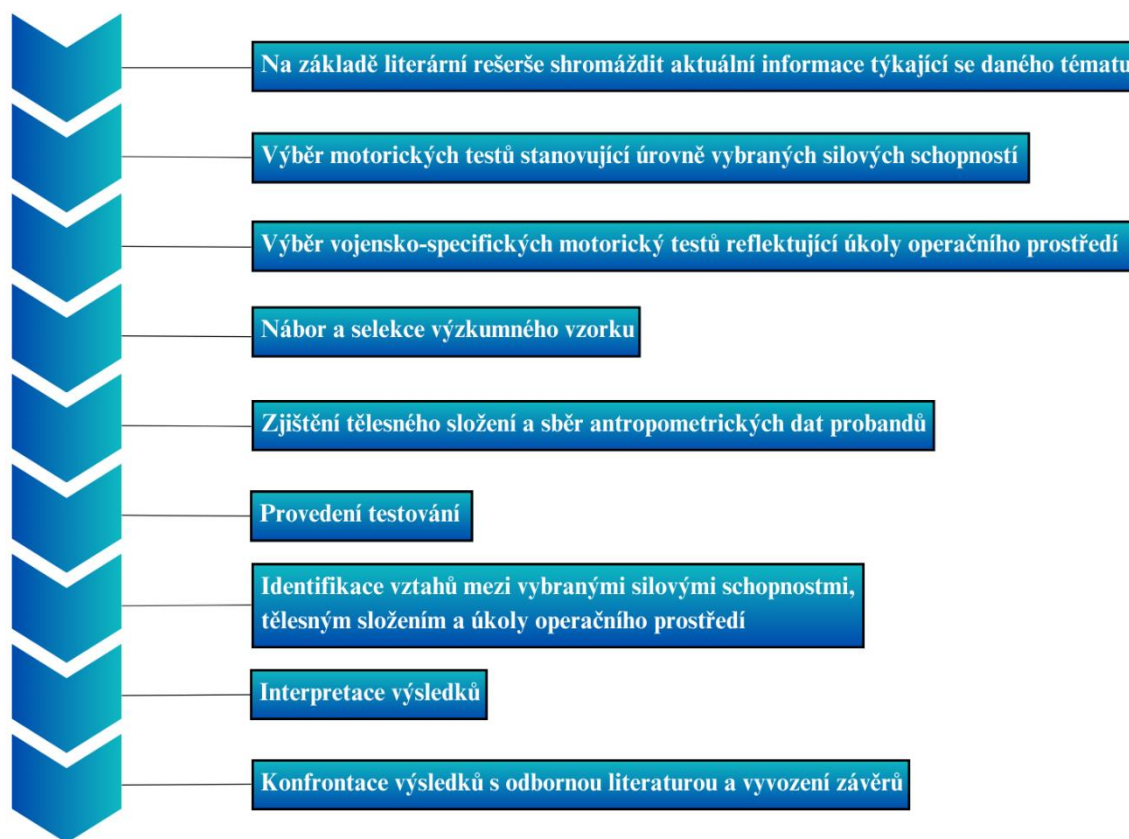 Na základě literární rešerše shromáždit aktuální informace týkající se daného tématu
Výběr motorických testů stanovující úrovně vybraných silových schopností
Výběr vojensko-specifických motorický testů reflektující úkoly operačního prostředí
Nábor a selekce výzkumného vzorku
Zjištění tělesného složení a sběr antropometrických dat probandů
Provedení testování
Identifikace vztahů mezi vybranými silovými schopnostmi,
tělesným složením a úkoly operačního prostředí
Interpretace výsledků
Konfrontace výsledků s odbornou literaturou a vyvození závěrů